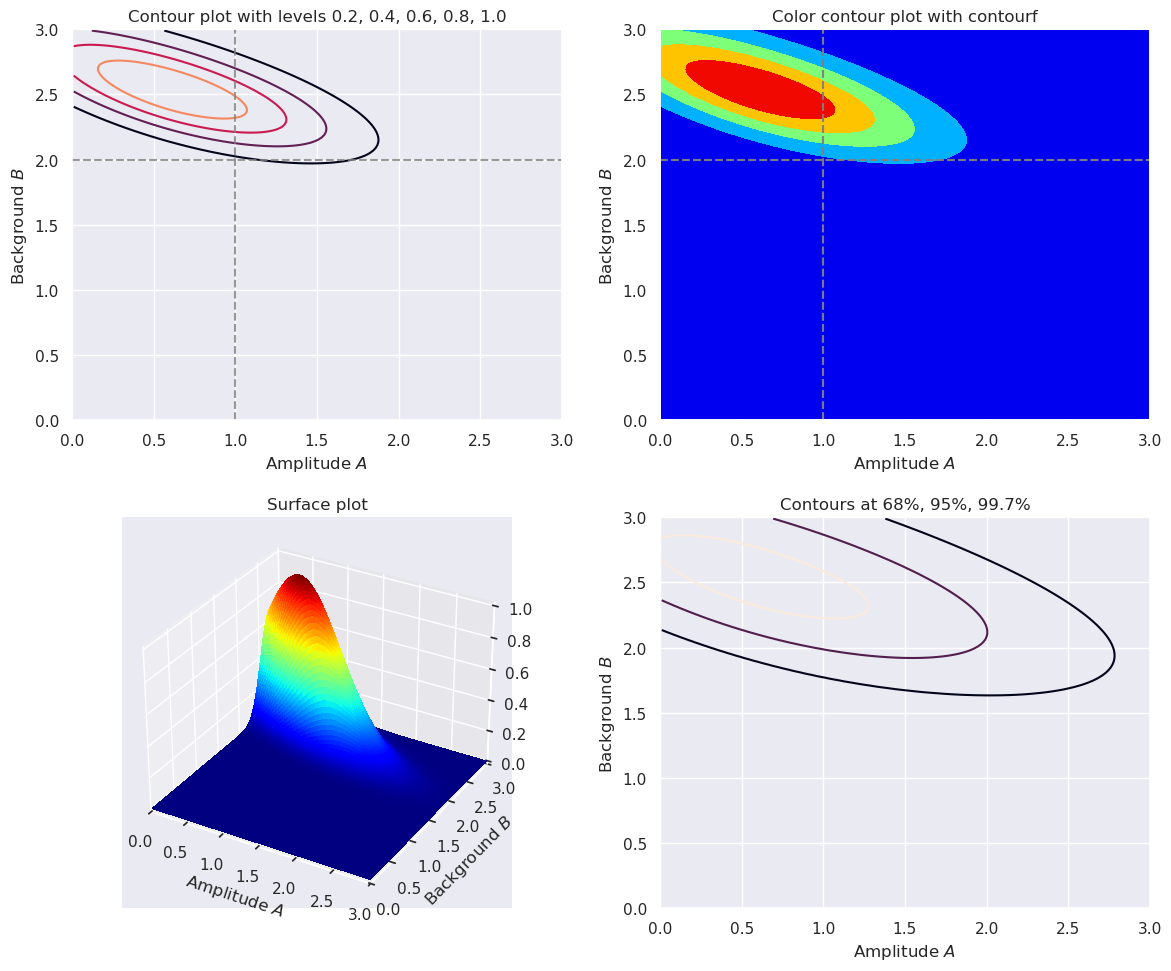 Contour plot with levels 0.2, 0.4, 0.6, 0.8, 1.0
3.0
2.5
2.0
1.5
1.0
0.5
0.0
Background B
0.0 0.5 1.0 1.5 2.0 2.5 3.0
Amplitude A
Color contour plot with contourf
3.0
2.5
2.0
1.5
1.0
0.5
0.0
Background B
0.0 0.5 1.0 1.5 2.0 2.5 3.0
Amplitude A
Surface plot
1.0
0.8
0.6
0.4
0.2
0.0
3.0
2.5
2.0
1.5
1.0
0.5
0.0
Background B
0.0 0.5 1.0 1.5 2.0 2.5 3.0
Amplitude A
Contours at 68%, 95%, 99.7%
3.0
2.5
2.0
1.5
1.0
0.5
0.0
Background B
0.0 0.5 1.0 1.5 2.0 2.5 3.0
Amplitude A